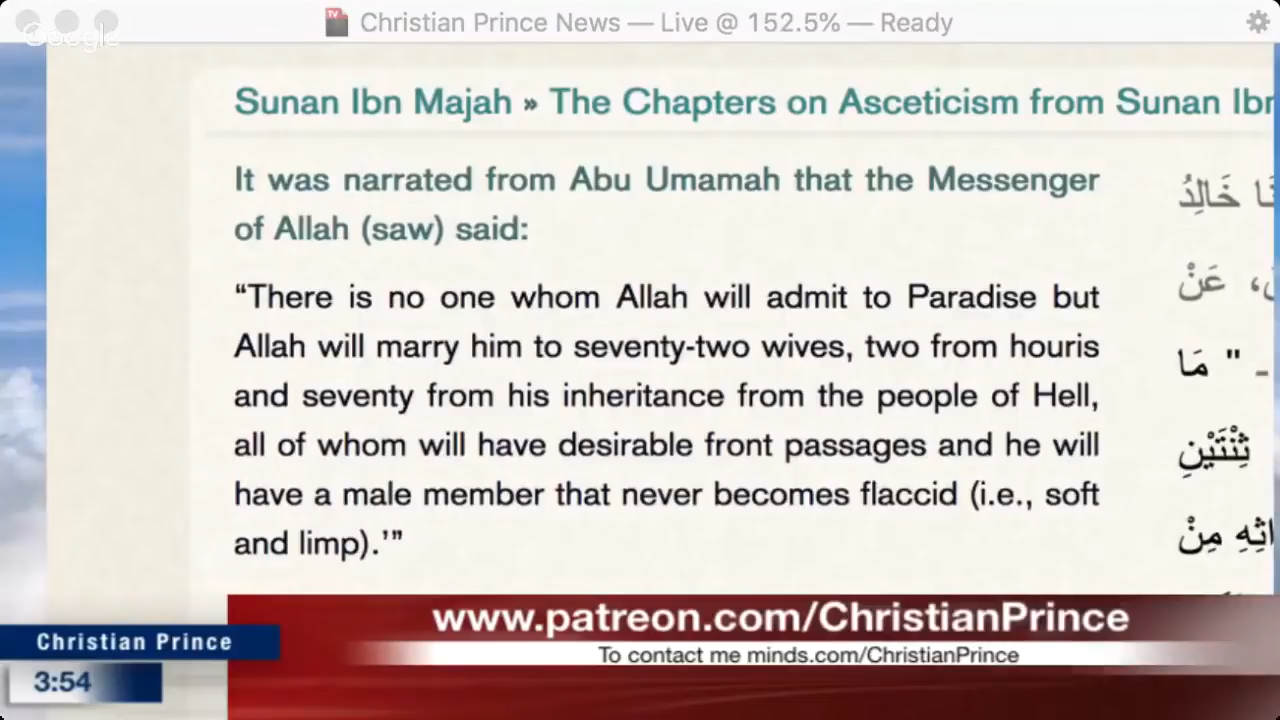 Christian Prince News — Live @ 152.5% — Ready
Google
Sunan Ibn Majah » The Chapters on Asceticism from Sunan Ibn
It was narrated from Abu Umamah that the Messenger
of Allah (saw) said:
“There is no one whom Allah will admit to Paradise but
Allah will marry him to seventy-two wives, two from houris
and seventy from his inheritance from the people of Hell,
all of whom will have desirable front passages and he will
have a male member that never becomes flaccid (i.e., soft
and limp).’”
نَا خَالِدُ
عَنْ
" مَا
ثِنْتَيْنِ
اثِهِ مِنْ
www.patreon.com/ChristianPrince
To contact me minds.com/ChristianPrince
Christian Prince
3:54